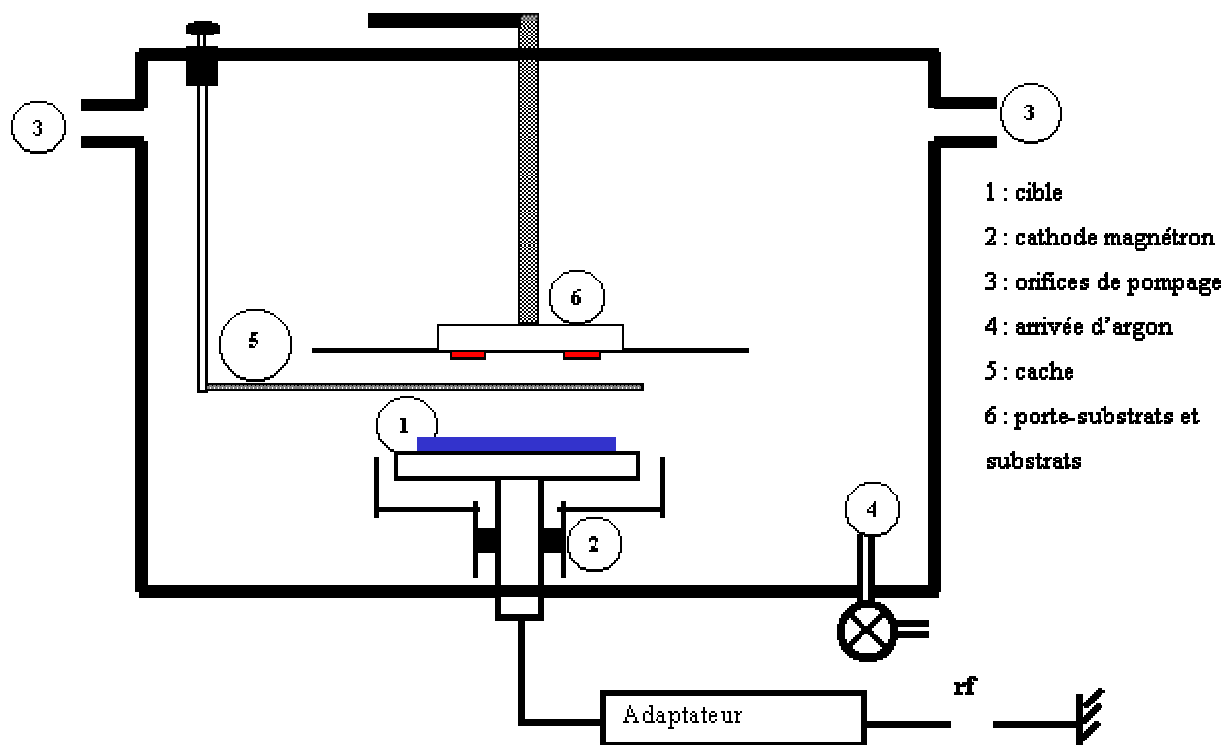 3
3
1 : cible
2 : cathode magnétron
3 : orifices de pompage
4 : arrivée d'argon
5 : cache
6 : porte-substrats et
substrats
6
5
1
4
2
rf
Adaptateur